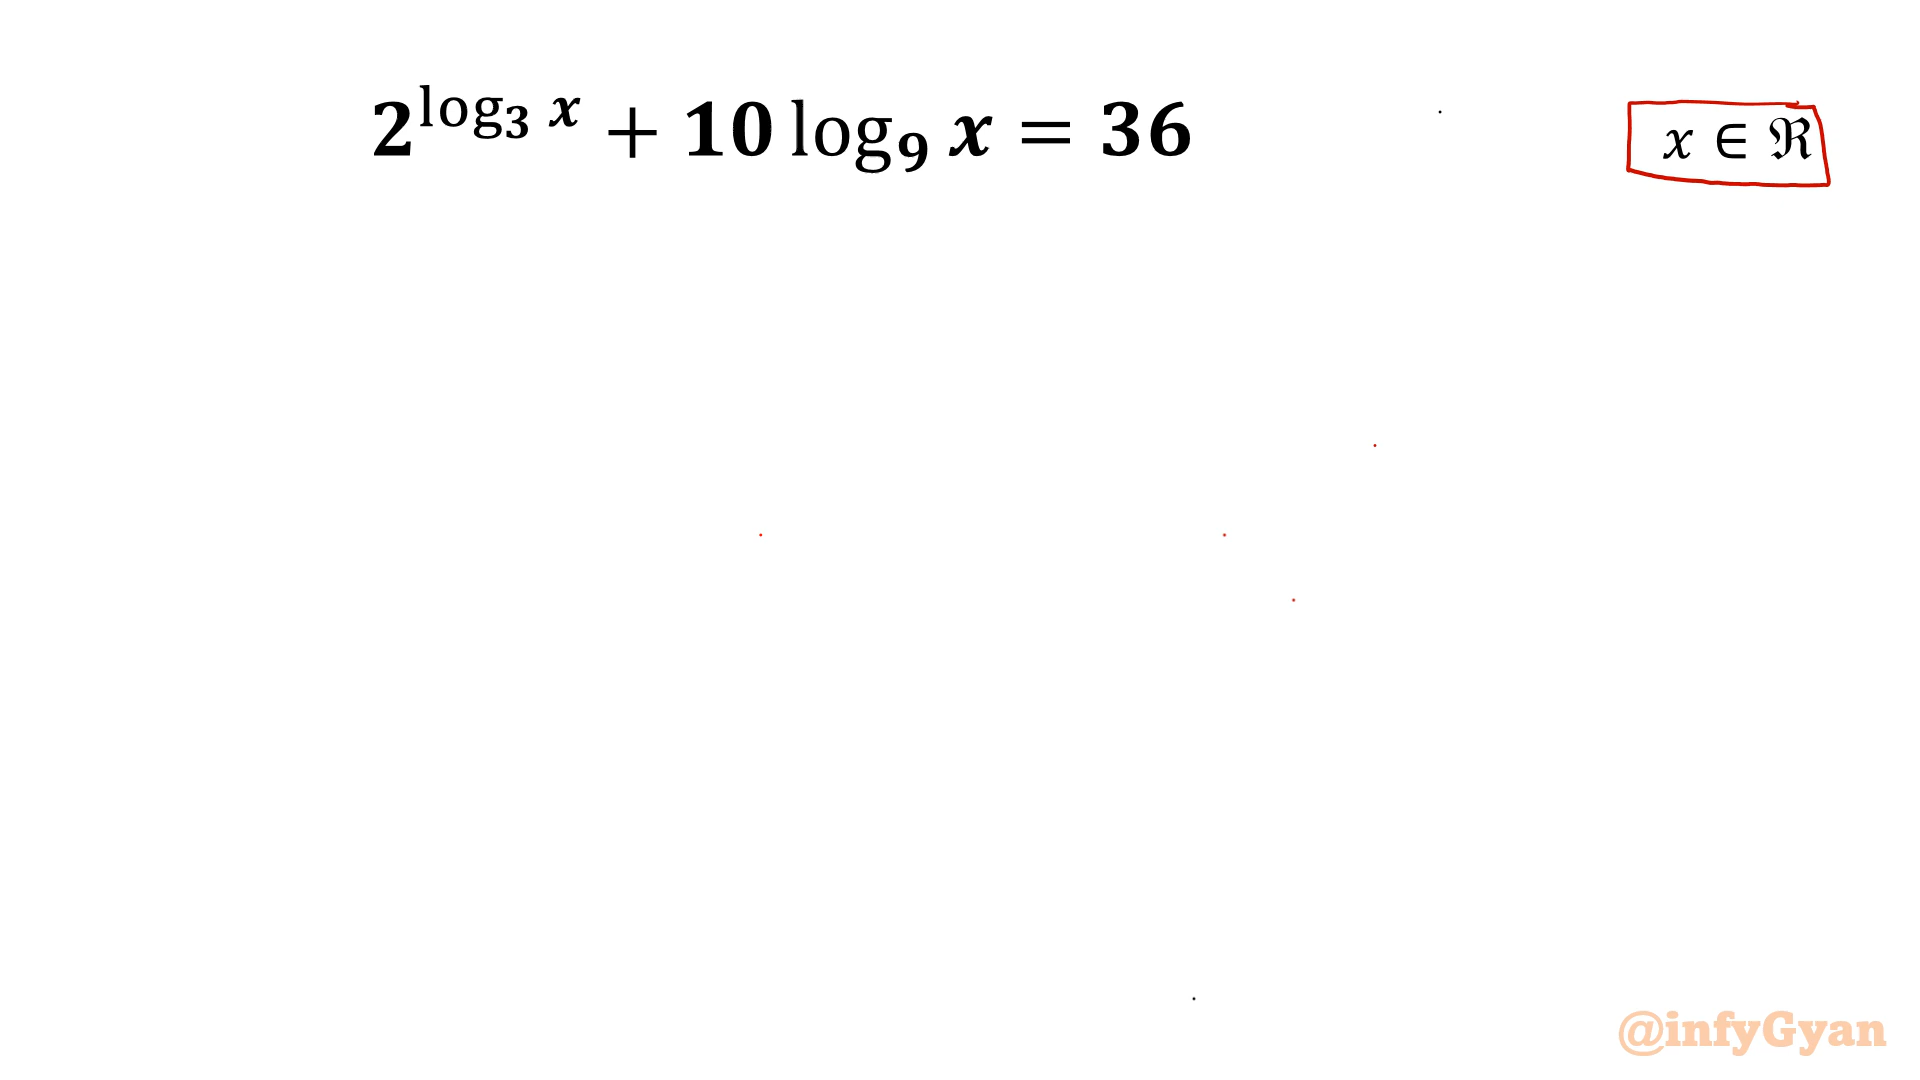 2^{log₃ x} + 10 log₉ x = 36
x ∈ ℜ
@infyGyan